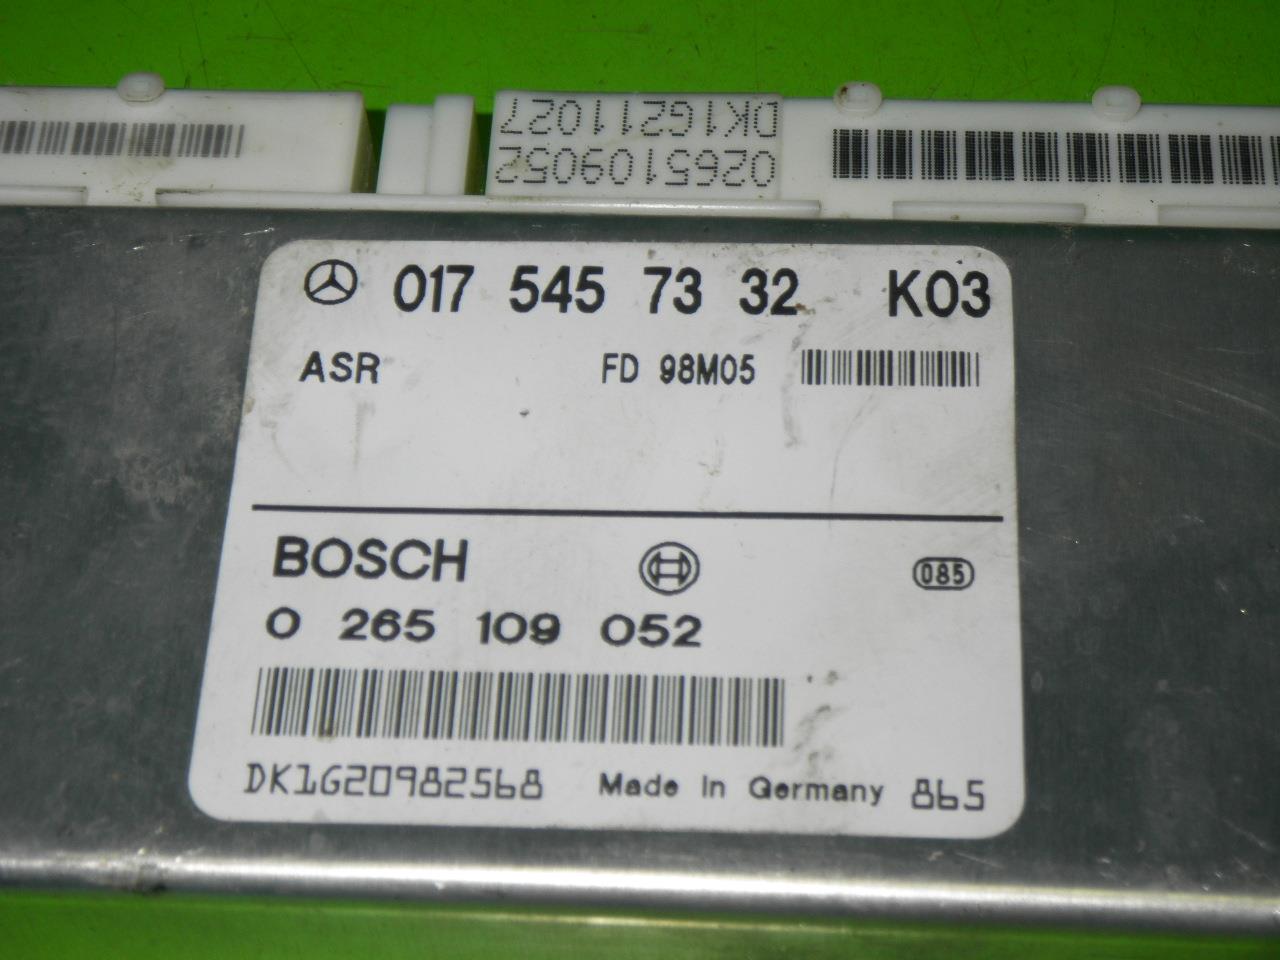 DK1G211027
0265109052
017 545 73 32 K03
ASR FD 98M05
BOSCH
085
0 265 109 052
DK1G20982568 Made in Germany 865